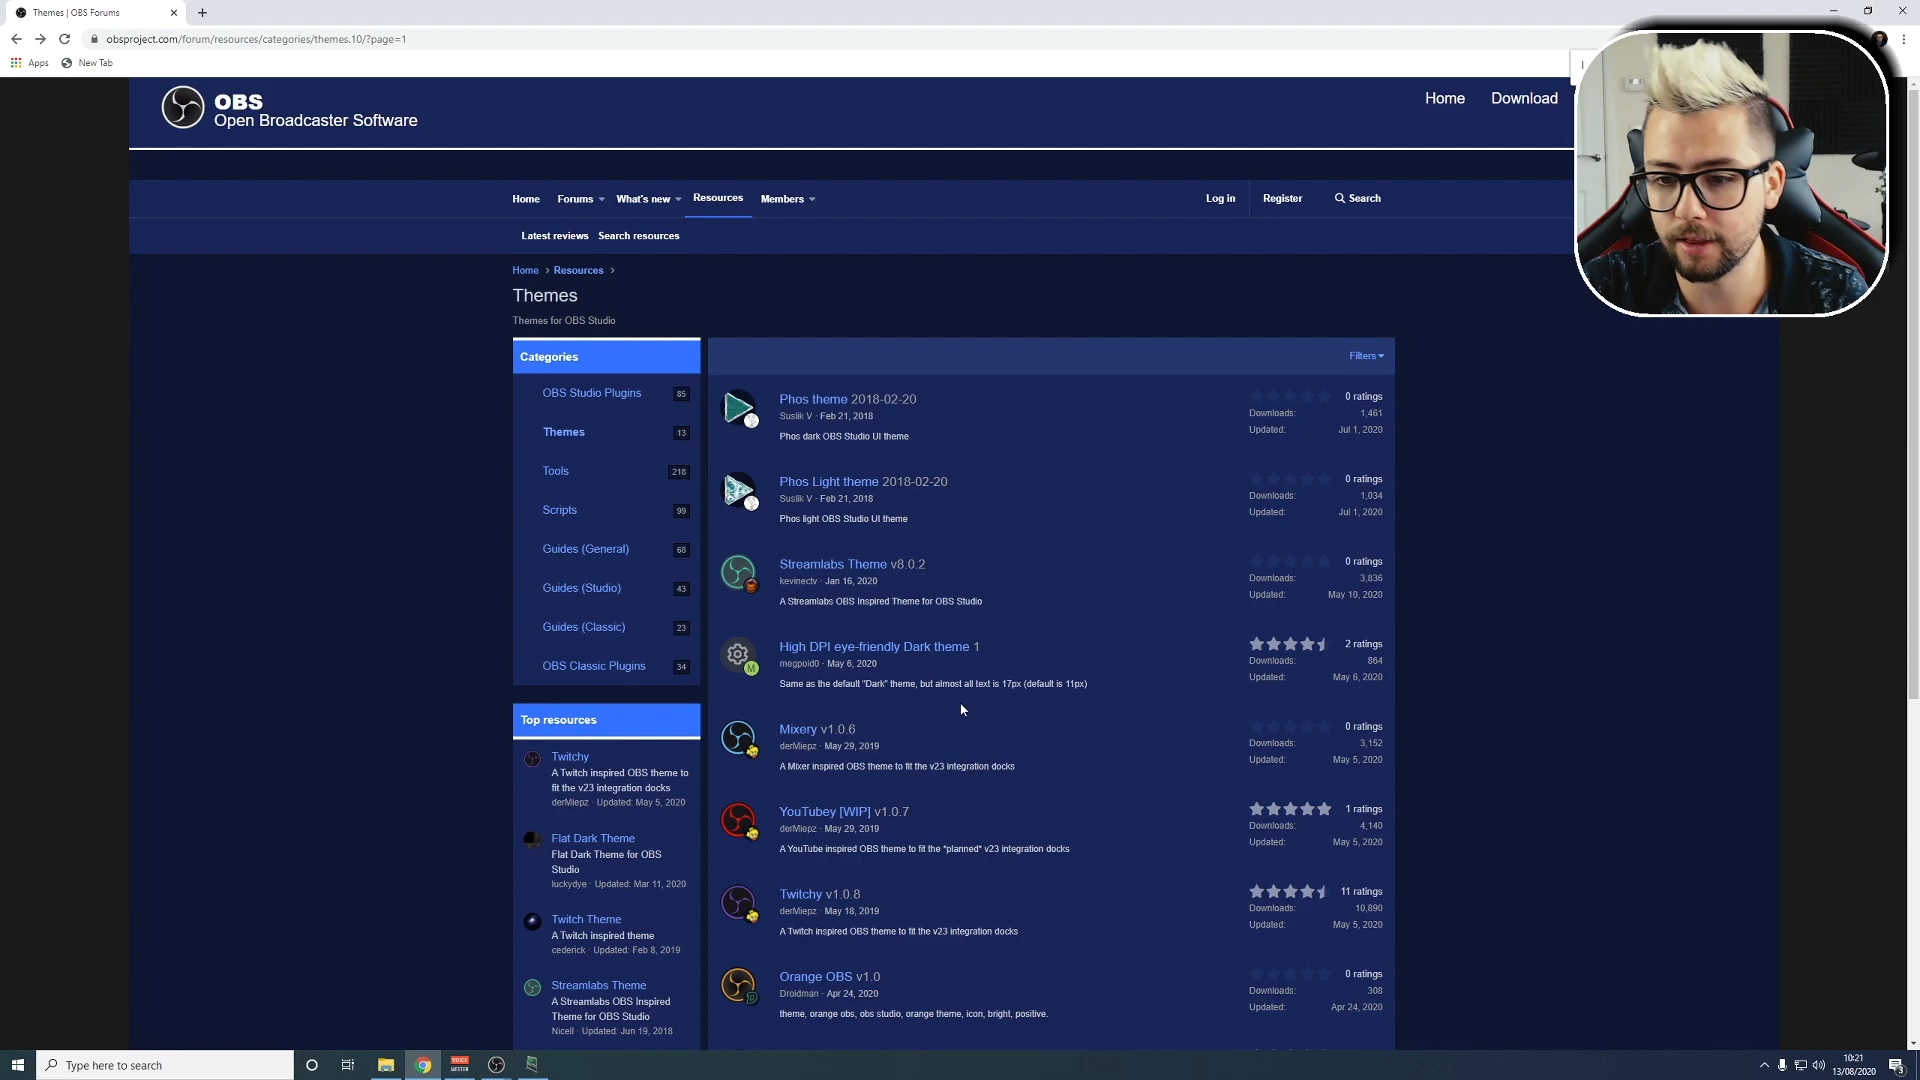 Themes | OBS Forums
obsproject.com/forum/resources/categories/themes.10/?page=1
Apps
New Tab
OBS
Open Broadcaster Software
Home
Download
Home
Forums
What's new
Resources
Members
Log in
Register
Search
Latest reviews
Search resources
Home
Resources
Themes
Themes for OBS Studio
Categories
OBS Studio Plugins 85
Themes 13
Tools 218
Scripts 99
Guides (General) 68
Guides (Studio) 43
Guides (Classic) 23
OBS Classic Plugins 34
Top resources
Twitchy
A Twitch inspired OBS theme to
fit the v23 integration docks
derMiepz · Updated: May 5, 2020
Flat Dark Theme
Flat Dark Theme for OBS
Studio
luckydye · Updated: Mar 11, 2020
Twitch Theme
A Twitch inspired theme
cederick · Updated: Feb 8, 2019
Streamlabs Theme
A Streamlabs OBS Inspired
Theme for OBS Studio
Nicell · Updated: Jun 19, 2018
Filters
Phos theme 2018-02-20
Suslik V · Feb 21, 2018
Phos dark OBS Studio UI theme
0 ratings
Downloads: 1,461
Updated: Jul 1, 2020
Phos Light theme 2018-02-20
Suslik V · Feb 21, 2018
Phos light OBS Studio UI theme
0 ratings
Downloads: 1,034
Updated: Jul 1, 2020
Streamlabs Theme v8.0.2
kevinectv · Jan 16, 2020
A Streamlabs OBS Inspired Theme for OBS Studio
0 ratings
Downloads: 3,836
Updated: May 10, 2020
M
High DPI eye-friendly Dark theme 1
megpoid0 · May 6, 2020
Same as the default "Dark" theme, but almost all text is 17px (default is 11px)
2 ratings
Downloads: 864
Updated: May 6, 2020
Mixery v1.0.6
derMiepz · May 29, 2019
A Mixer inspired OBS theme to fit the v23 integration docks
0 ratings
Downloads: 3,152
Updated: May 5, 2020
YouTubey [WIP] v1.0.7
derMiepz · May 29, 2019
A YouTube inspired OBS theme to fit the *planned* v23 integration docks
1 ratings
Downloads: 4,140
Updated: May 5, 2020
Twitchy v1.0.8
derMiepz · May 18, 2019
A Twitch inspired OBS theme to fit the v23 integration docks
11 ratings
Downloads: 10,890
Updated: May 5, 2020
Orange OBS v1.0
Droidman · Apr 24, 2020
theme, orange obs, obs studio, orange theme, icon, bright, positive.
0 ratings
Downloads: 308
Updated: Apr 24, 2020
Type here to search
VOICE
MEETER
10:21
13/08/2020
3